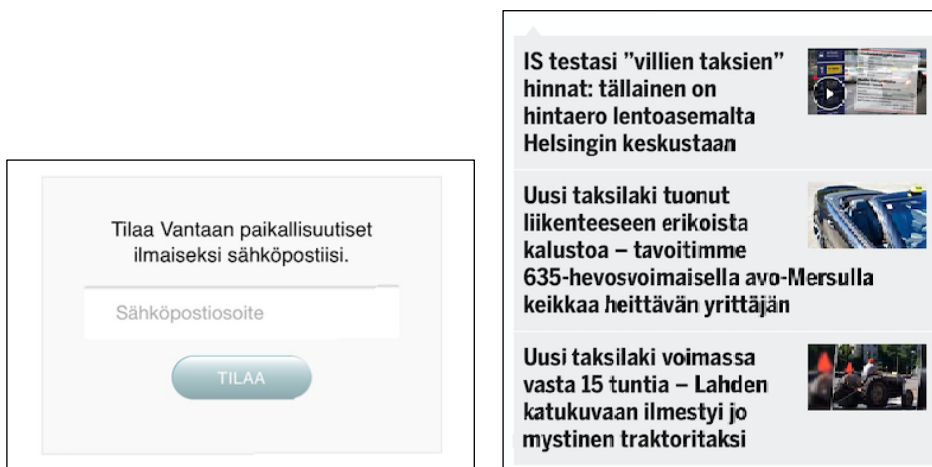 Tilaa Vantaan paikallisuutiset
ilmaiseksi sähköpostiisi.
Sähköpostiosoite
TILAA
IS testasi ”villien taksien”
hinnat: tällainen on
hintaero lentoasemalta
Helsingin keskustaan
Uusi taksilaki tuonut
liikenteeseen erikoista
kalustoa – tavoitimme
635-hevosvoimaisella avo-Mersulla
keikkaa heittävän yrittäjän
Uusi taksilaki voimassa
vasta 15 tuntia – Lahden
katukuvaan ilmestyi jo
mystinen traktoritaksi